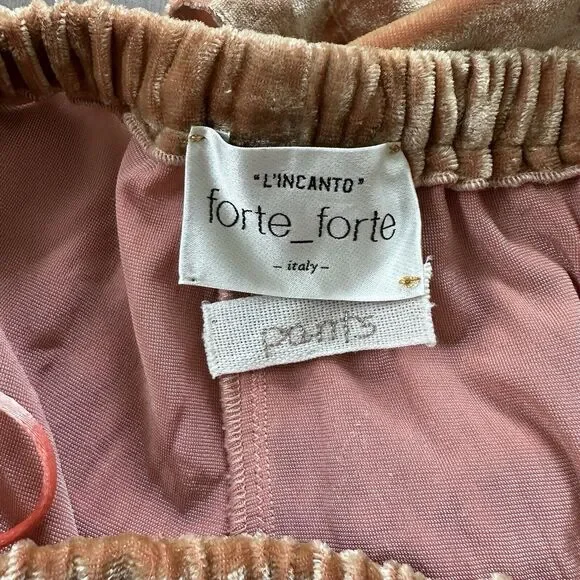 "L'INCANTO"
forte_forte
– italy –
pants